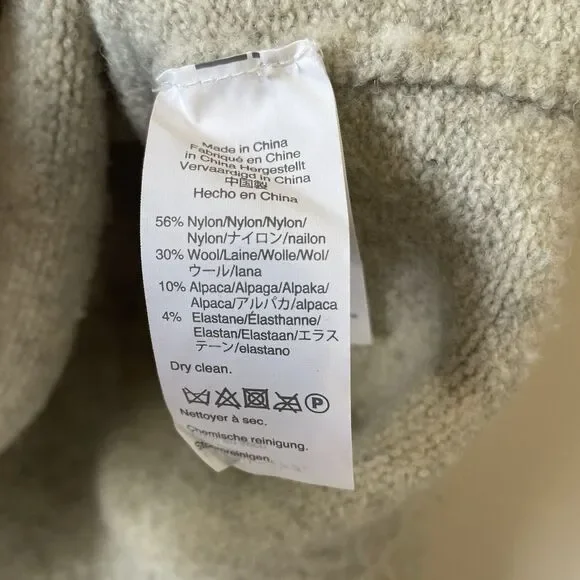 Made in China
Fabriqué en Chine
in China Hergestellt
Vervaardigd in China
中国製
Hecho en China
56% Nylon/Nylon/Nylon/
Nylon/ナイロン/nailon
30% Wool/Laine/Wolle/Wol/
ウール/lana
10% Alpaca/Alpaga/Alpaka/
Alpaca/アルパカ/alpaca
4% Elastane/Élasthanne/
Elastan/Elastaan/エラス
テーン/elastano
Dry clean.
P
Nettoyer à sec.
Chemische reinigung.